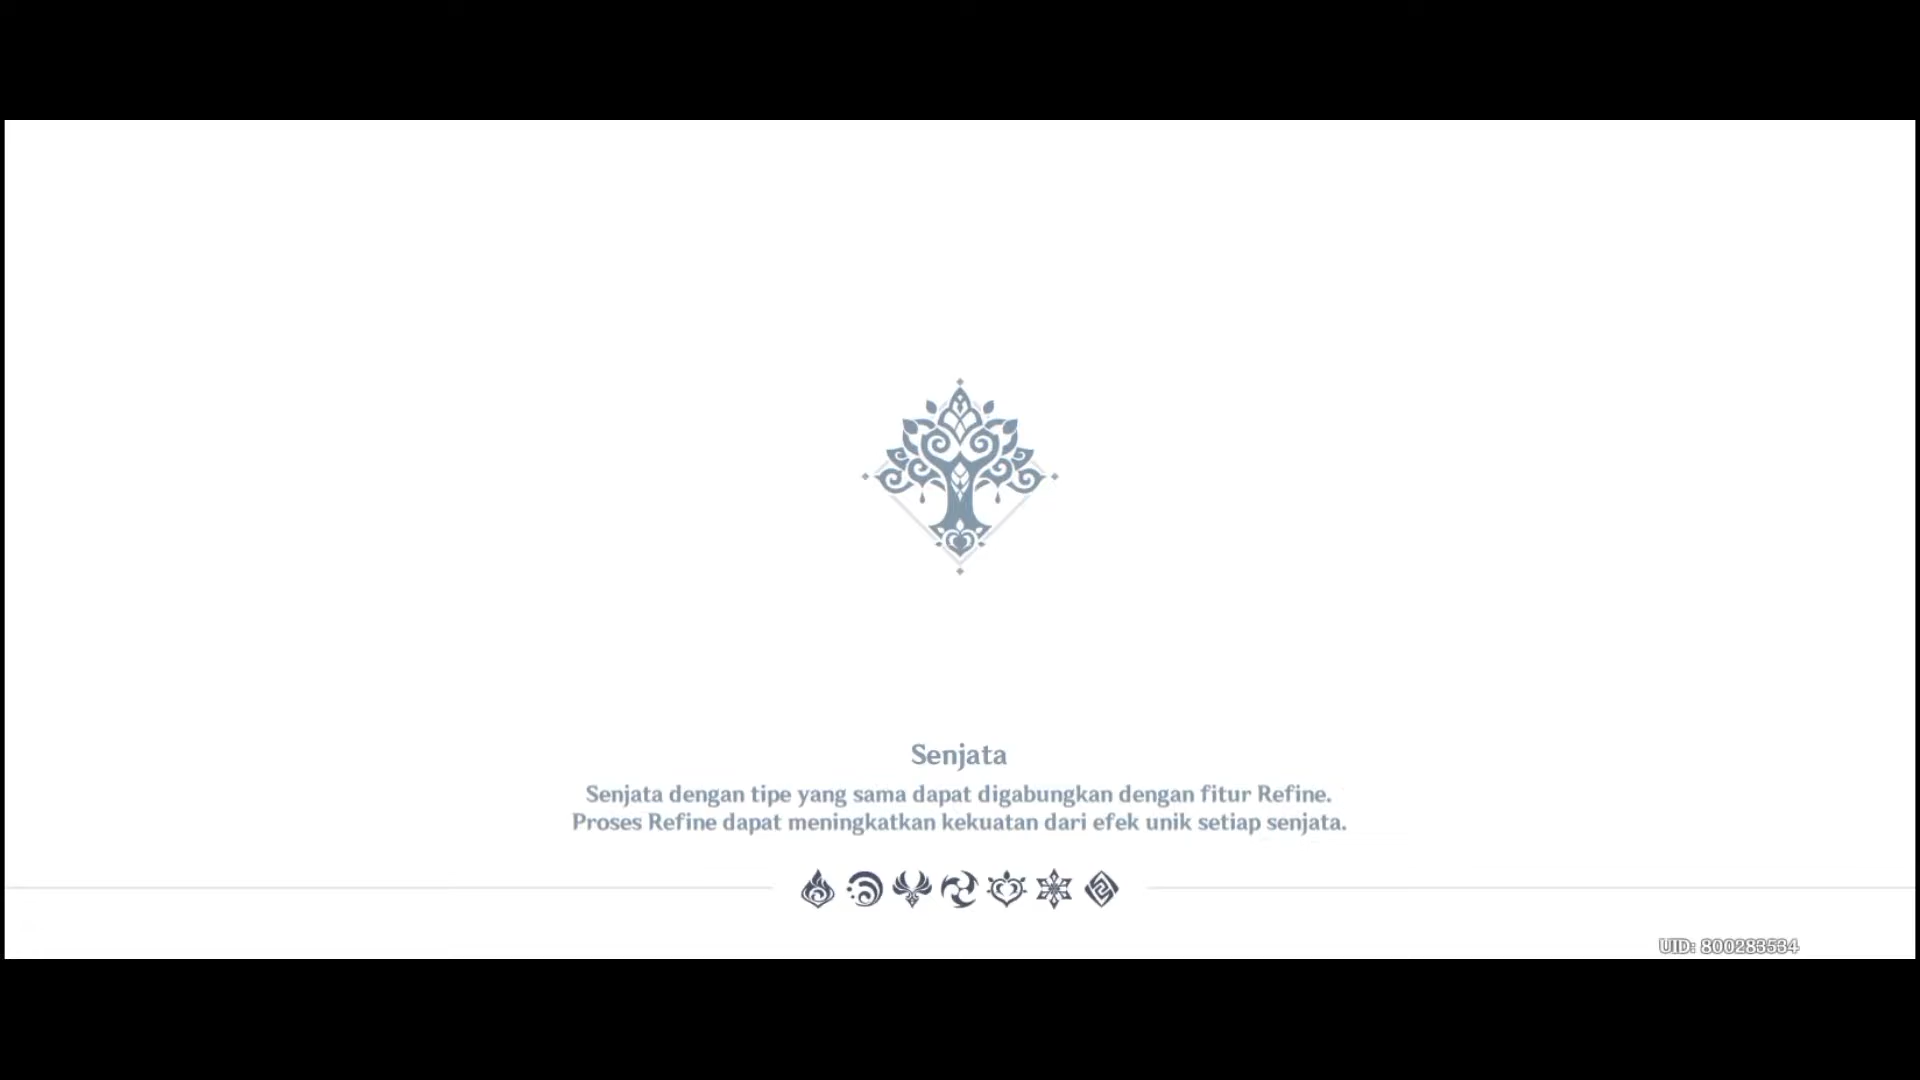 Senjata
Senjata dengan tipe yang sama dapat digabungkan dengan fitur Refine.
Proses Refine dapat meningkatkan kekuatan dari efek unik setiap senjata.
UID: 800283534